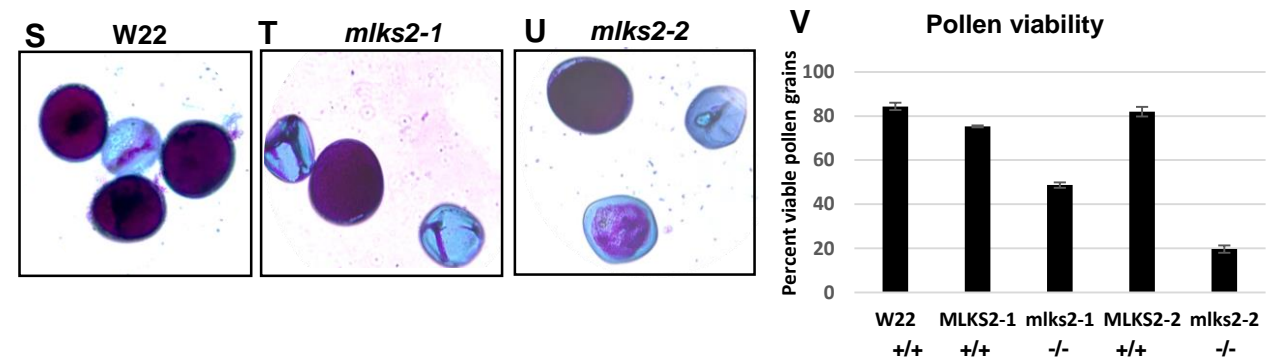 S W22 T mlks2-1 U mlks2-2 V Pollen viability
Percent viable pollen grains
100
80
60
40
20
0
W22 MLKS2-1 mlks2-1 MLKS2-2 mlks2-2
+/+ +/+ -/- +/+ -/-